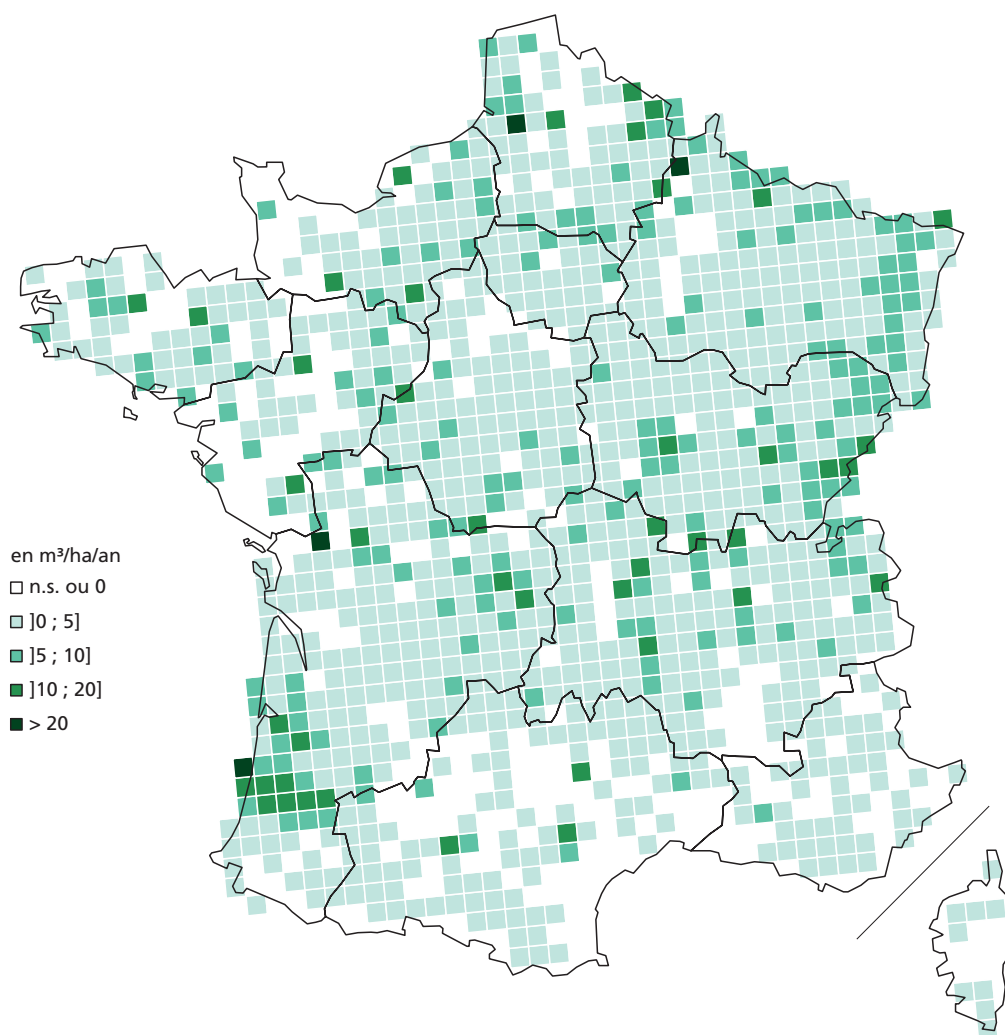 en m³/ha/an
n.s. ou 0
]0 ; 5]
]5 ; 10]
]10 ; 20]
> 20